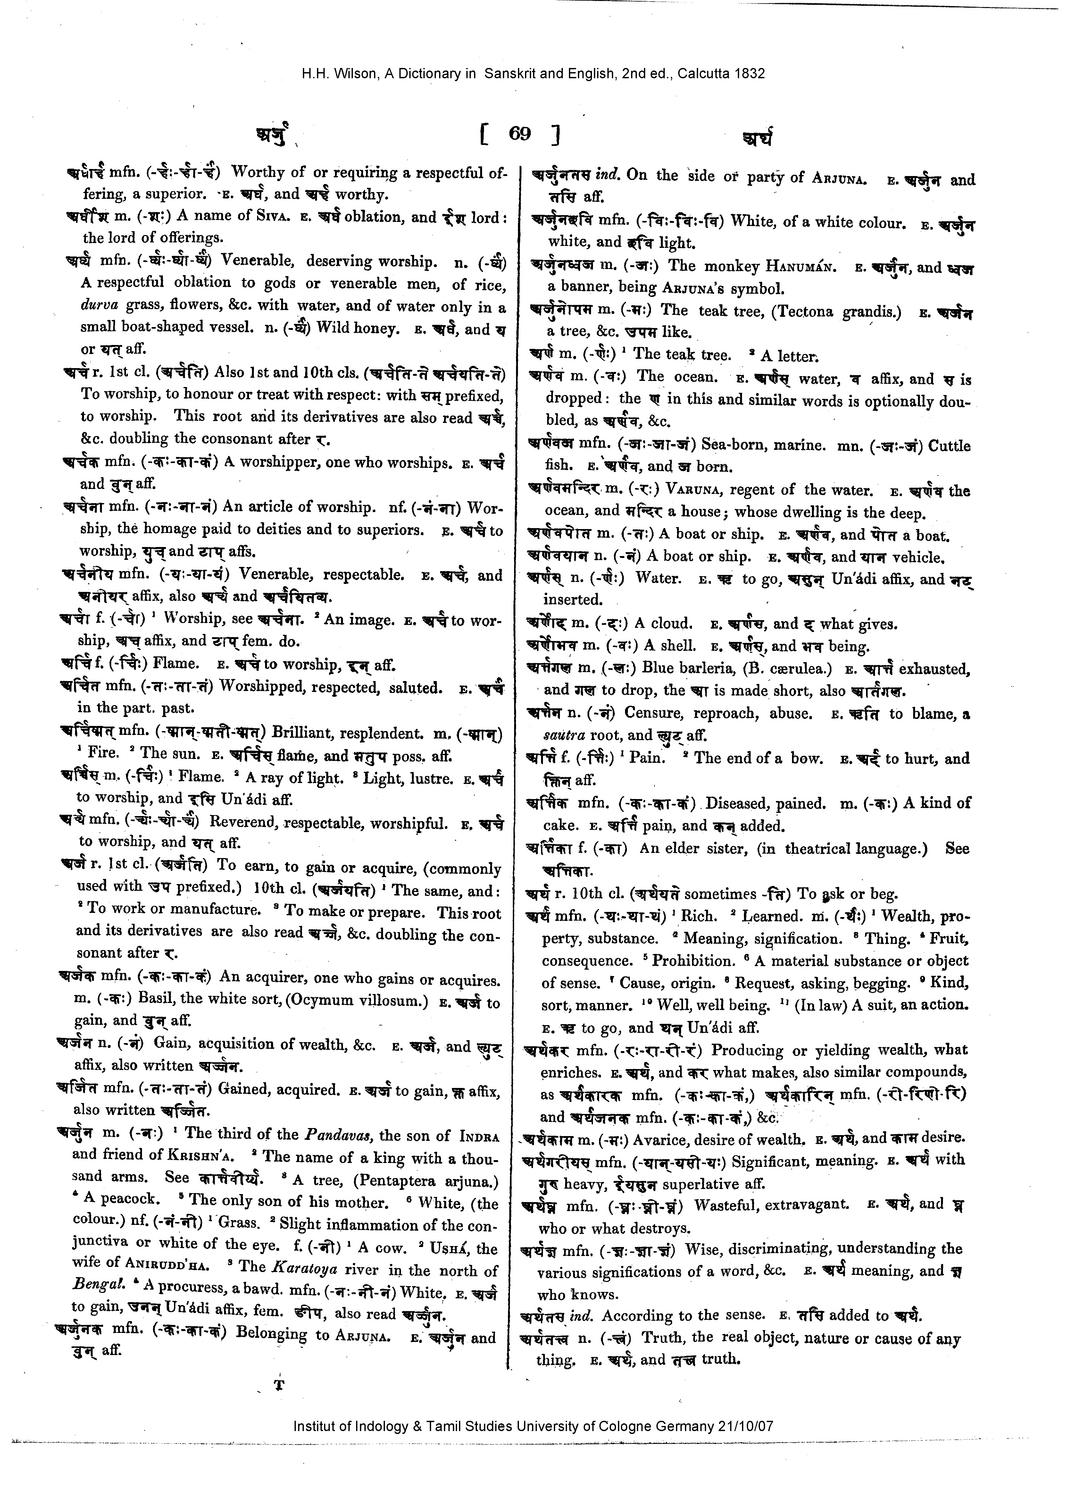 H.H. Wilson, A Dictionary in Sanskrit and English, 2nd ed., Calcutta 1832
अर्जु
[ 69 ]
अर्थ
अर्घार्ह mfn. (-र्हः-र्हा-र्हं) Worthy of or requiring a respectful of-
fering, a superior. E. अर्घ, and अर्ह worthy.
अर्घीश m. (-शः) A name of SIVA. E. अर्घ oblation, and ईश lord :
the lord of offerings.
अर्घ्य mfn. (-र्घ्यः-र्घ्या-र्घ्यं) Venerable, deserving worship. n. (-र्घ्यं)
A respectful oblation to gods or venerable men, of rice,
durva grass, flowers, &c. with water, and of water only in a
small boat-shaped vessel. n. (-र्घ्यं) Wild honey. E. अर्घ, and य
or यत् aff.
अर्च r. 1st cl. (अर्चति) Also 1st and 10th cls. (अर्चति-ते अर्चयति-ते)
To worship, to honour or treat with respect: with सम् prefixed,
to worship. This root and its derivatives are also read अर्च्च,
&c. doubling the consonant after र्.
अर्चक mfn. (-कः-का-कं) A worshipper, one who worships. E. अर्च
and वुन् aff.
अर्चना mfn. (-नः-ना-नं) An article of worship. nf. (-नं-ना) Wor-
ship, the homage paid to deities and to superiors. E. अर्च to
worship, युच् and टाप् affs.
अर्चनीय mfn. (-यः-या-यं) Venerable, respectable. E. अर्च, and
अनीयर् affix, also अर्च्य and अर्चयितव्य.
अर्चा f. (-र्चा) ¹ Worship, see अर्चना. ² An image. E. अर्च to wor-
ship, अच् affix, and टाप् fem. do.
अर्चि f. (-र्चिः) Flame. E. अर्च to worship, इन् aff.
अर्चित mfn. (-तः-ता-तं) Worshipped, respected, saluted. E. अर्च
in the part. past.
अर्चिष्मत् mfn. (-ष्मान्-ष्मती-ष्मत्) Brilliant, resplendent. m. (-ष्मान्)
¹ Fire. ² The sun. E. अर्चिस् flame, and मतुप् poss. aff.
अर्चिस् m. (-र्चिः) ¹ Flame. ² A ray of light. ³ Light, lustre. E. अर्च
to worship, and इसि Un'ádi aff.
अर्च्य mfn. (-र्च्यः-र्च्या-र्च्यं) Reverend, respectable, worshipful. E. अर्च
to worship, and यत् aff.
अर्ज r. 1st cl. (अर्जति) To earn, to gain or acquire, (commonly
used with उप prefixed.) 10th cl. (अर्जयति) ¹ The same, and :
² To work or manufacture. ³ To make or prepare. This root
and its derivatives are also read अर्ज्ज, &c. doubling the con-
sonant after र्.
अर्जक mfn. (-कः-का-कं) An acquirer, one who gains or acquires.
m. (-कः) Basil, the white sort, (Ocymum villosum.) E. अर्ज to
gain, and वुन् aff.
अर्जन n. (-नं) Gain, acquisition of wealth, &c. E. अर्ज, and ल्युट्
affix, also written अर्ज्जन.
अर्जित mfn. (-तः-ता-तं) Gained, acquired. E. अर्ज to gain, क्त affix,
also written अर्ज्जित.
अर्जुन m. (-नः) ¹ The third of the Pandavas, the son of INDRA
and friend of KRISHN'A. ² The name of a king with a thou-
sand arms. See कार्त्तवीर्य्य. ³ A tree, (Pentaptera arjuna.)
⁴ A peacock. ⁵ The only son of his mother. ⁶ White, (the
colour.) nf. (-नं-नी) ¹ Grass. ² Slight inflammation of the con-
junctiva or white of the eye. f. (-नी) ¹ A cow. ² USHÁ, the
wife of ANIRUDD'HA. ³ The Karatoya river in the north of
Bengal. ⁴ A procuress, a bawd. mfn. (-नः-नी-नं) White. E. अर्ज
to gain, उनन् Un'ádi affix, fem. ङीप्, also read अर्ज्जुन.
अर्जुनक mfn. (-कः-का-कं) Belonging to ARJUNA. E. अर्जुन and
वुन् aff.
T
अर्जुनतस् ind. On the side or party of ARJUNA. E. अर्जुन and
तसि aff.
अर्जुनछवि mfn. (-विः-विः-वि) White, of a white colour. E. अर्जुन
white, and छवि light.
अर्जुनध्वज m. (-जः) The monkey HANUMÁN. E. अर्जुन, and ध्वज
a banner, being ARJUNA's symbol.
अर्जुनोपम m. (-मः) The teak tree, (Tectona grandis.) E. अर्जुन
a tree, &c. उपम like.
अर्ण m. (-र्णः) ¹ The teak tree. ² A letter.
अर्णव m. (-वः) The ocean. E. अर्णस् water, व affix, and स is
dropped : the ण in this and similar words is optionally dou-
bled, as अर्ण्णव, &c.
अर्णवज mfn. (-जः-जा-जं) Sea-born, marine. mn. (-जः-जं) Cuttle
fish. E. अर्णव, and ज born.
अर्णवमन्दिर m. (-रः) VARUNA, regent of the water. E. अर्णव the
ocean, and मन्दिर a house; whose dwelling is the deep.
अर्णवपोत m. (-तः) A boat or ship. E. अर्णव, and पोत a boat.
अर्णवयान n. (-नं) A boat or ship. E. अर्णव, and यान vehicle.
अर्णस् n. (-र्णः) Water. E. ऋ to go, असुन् Un'ádi affix, and नुट्
inserted.
अर्णोद m. (-दः) A cloud. E. अर्णस्, and द what gives.
अर्णोभव m. (-वः) A shell. E. अर्णस्, and भव being.
अर्त्तगल m. (-लः) Blue barleria, (B. cærulea.) E. आर्त्त exhausted,
and गल to drop, the आ is made short, also आर्तगल.
अर्त्तन n. (-नं) Censure, reproach, abuse. E. ऋति to blame, a
sautra root, and ल्युट् aff.
अर्त्ति f. (-र्त्तिः) ¹ Pain. ² The end of a bow. E. अर्द to hurt, and
क्तिन् aff.
अर्त्तिक mfn. (-कः-का-कं) Diseased, pained. m. (-कः) A kind of
cake. E. अर्त्ति pain, and कन् added.
अर्त्तिका f. (-का) An elder sister, (in theatrical language.) See
अत्तिका.
अर्थ r. 10th cl. (अर्थयते sometimes -ति) To ask or beg.
अर्थ mfn. (-र्थः-र्था-र्थं) ¹ Rich. ² Learned. m. (-र्थः) ¹ Wealth, pro-
perty, substance. ² Meaning, signification. ³ Thing. ⁴ Fruit,
consequence. ⁵ Prohibition. ⁶ A material substance or object
of sense. ⁷ Cause, origin. ⁸ Request, asking, begging. ⁹ Kind,
sort, manner. ¹⁰ Well, well being. ¹¹ (In law) A suit, an action.
E. ऋ to go, and थन् Un'ádi aff.
अर्थकर mfn. (-रः-रा-री-रं) Producing or yielding wealth, what
enriches. E. अर्थ, and कर what makes, also similar compounds,
as अर्थकारक mfn. (-कः-का-कं,) अर्थकारिन् mfn. (-री-रिणी-रि)
and अर्थजनक mfn. (-कः-का-कं,) &c.
अर्थकाम m. (-मः) Avarice, desire of wealth. E. अर्थ, and काम desire.
अर्थगरीयस् mfn. (-यान्-यसी-यः) Significant, meaning. E. अर्थ with
गुरु heavy, ईयसुन् superlative aff.
अर्थघ्न mfn. (-घ्नः-घ्नी-घ्नं) Wasteful, extravagant. E. अर्थ, and घ्न
who or what destroys.
अर्थज्ञ mfn. (-ज्ञः-ज्ञा-ज्ञं) Wise, discriminating, understanding the
various significations of a word, &c. E. अर्थ meaning, and ज्ञ
who knows.
अर्थतस् ind. According to the sense. E. तसि added to अर्थ.
अर्थतत्त्व n. (-त्त्वं) Truth, the real object, nature or cause of any
thing. E. अर्थ, and तत्त्व truth.
Institut of Indology & Tamil Studies University of Cologne Germany 21/10/07